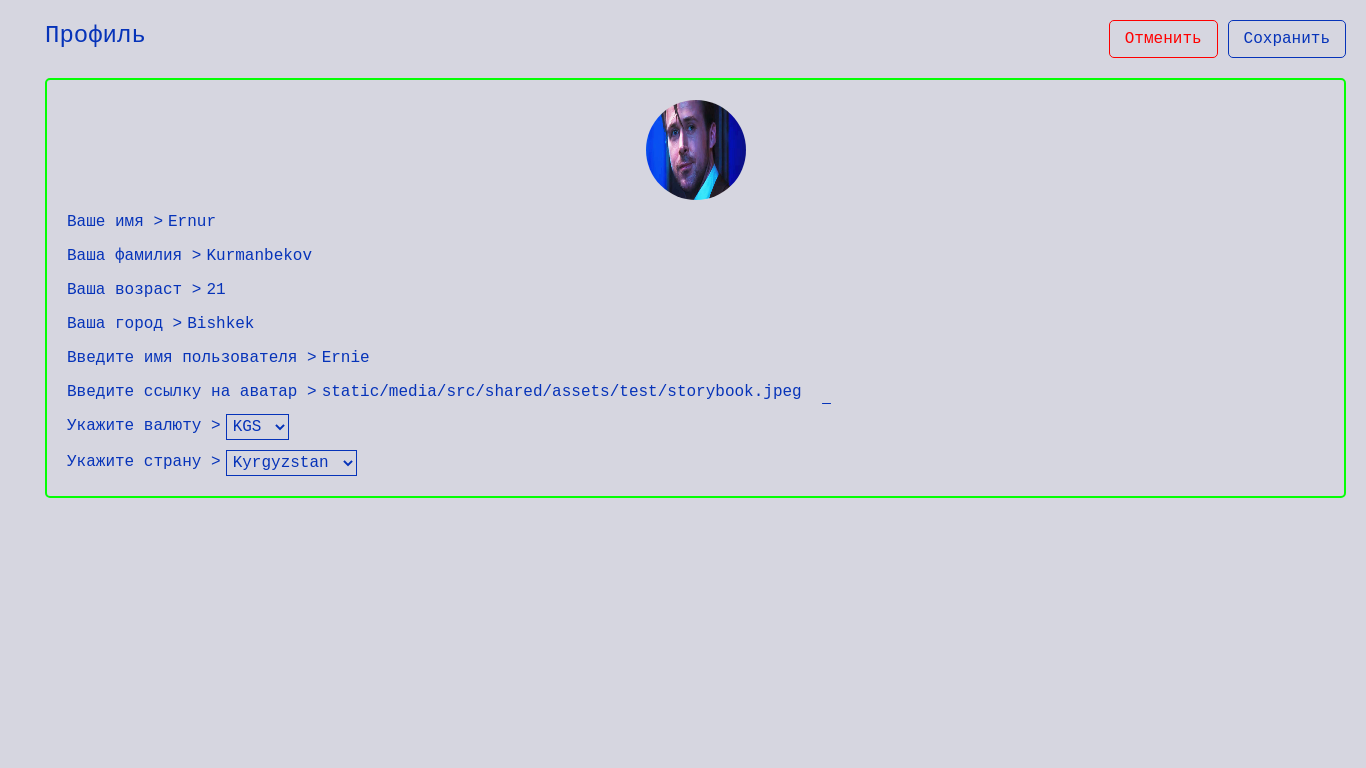 Профиль
Отменить Сохранить
Ваше имя > Ernur
Ваша фамилия > Kurmanbekov
Ваша возраст > 21
Ваша город > Bishkek
Введите имя пользователя > Ernie
Введите ссылку на аватар > static/media/src/shared/assets/test/storybook.jpeg _
Укажите валюту > KGS
Укажите страну > Kyrgyzstan